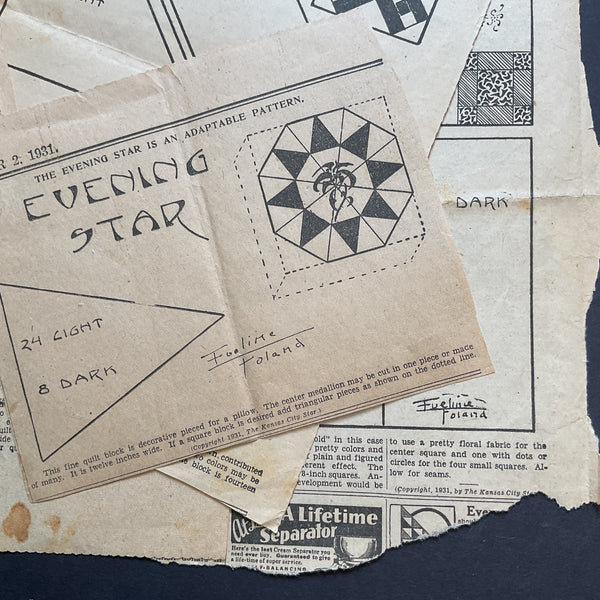 R 2. 1931.
THE EVENING STAR IS AN ADAPTABLE PATTERN.
EVENING
STAR
24 LIGHT
8 DARK
Eveline
Foland
This fine quilt block is decorative pieced for a pillow. The center medallion may be cut in one piece or made
of many. It is twelve inches wide. If a square block is desired add triangular pieces as shown on the dotted line.
(Copyright 1931, The Kansas City Star.)
DARK
Eveline
Foland
contributed
colors may be
block is fourteen
old" in this case
pretty colors and
plain and figured
erent effect. The
-inch squares. An-
development would be
to use a pretty floral fabric for the
center square and one with dots or
circles for the four small squares. Al-
low for seams.
(Copyright, 1931, by The Kansas City Star.)
A Lifetime
Separator
Here's the best Cream Separator you
need ever buy. Guaranteed to give
a life-time of super service.
F-BALANCING
Eve